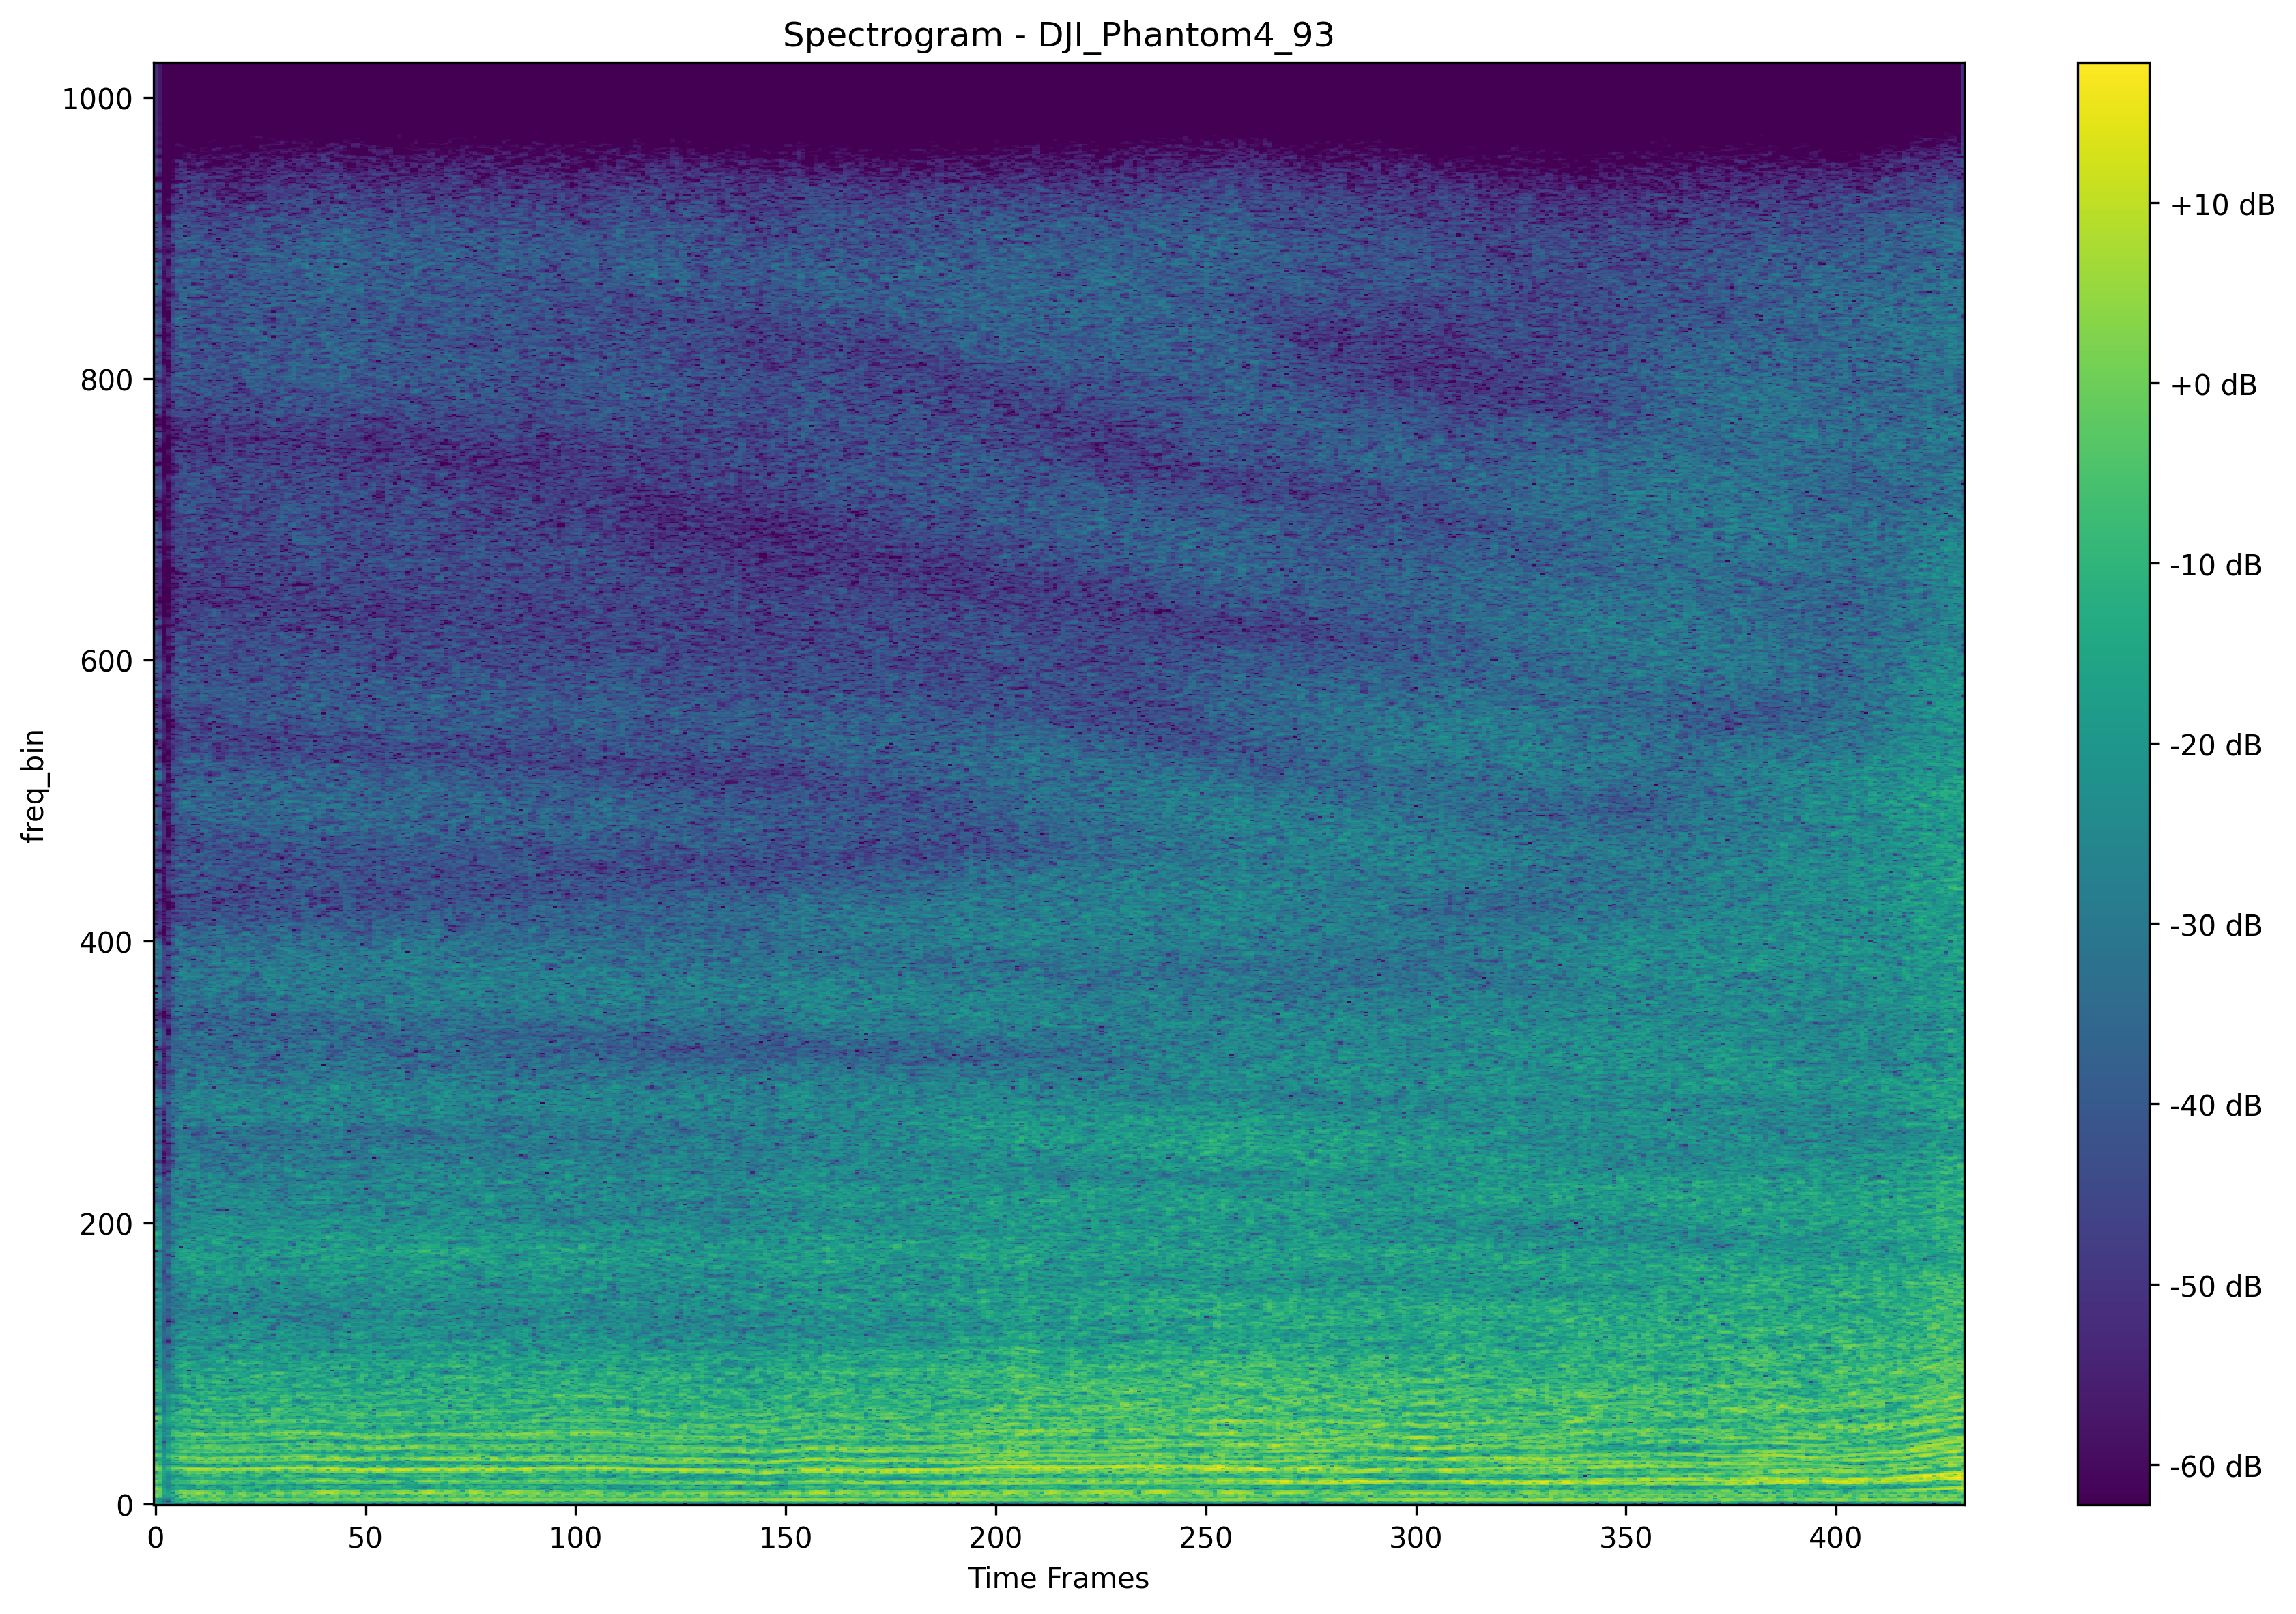 Spectrogram - DJI_Phantom4_93
1000
800
600
400
200
0
freq_bin
0 50 100 150 200 250 300 350 400
Time Frames
+10 dB
+0 dB
-10 dB
-20 dB
-30 dB
-40 dB
-50 dB
-60 dB